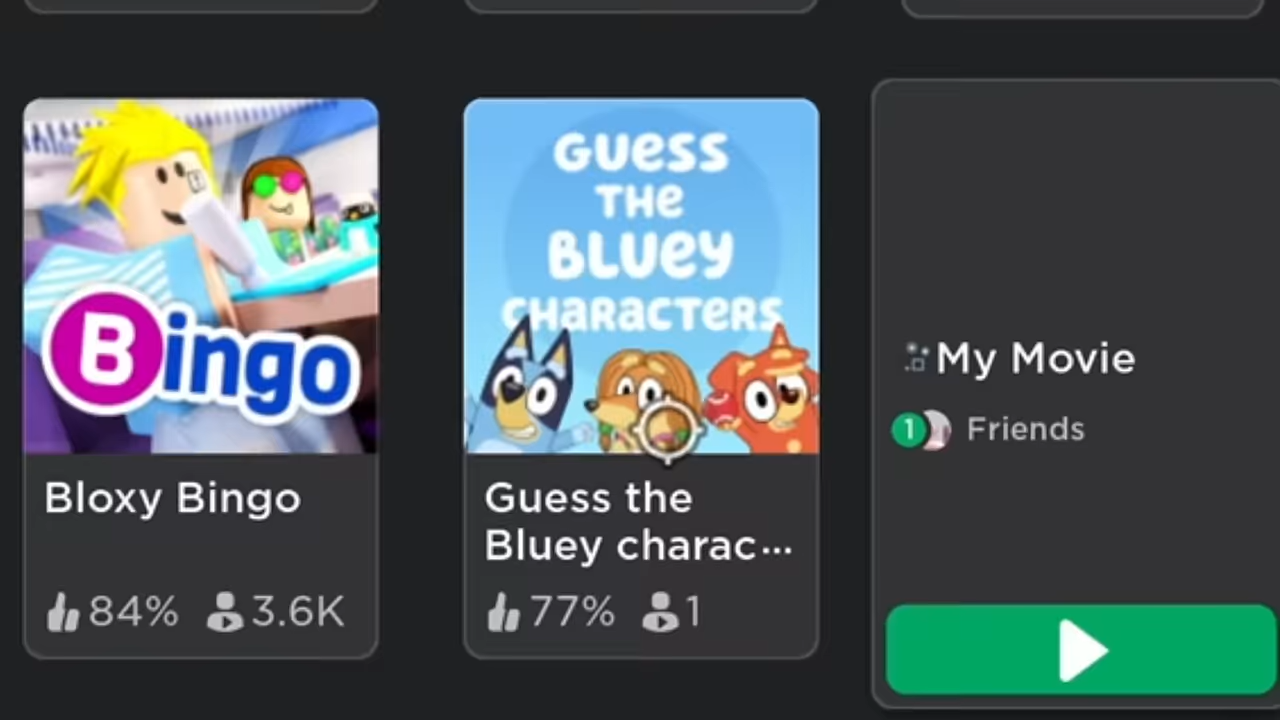 Bingo
Bloxy Bingo
84% 3.6K
GUESS
THE
BLUEY
CHARACTERS
Guess the
Bluey charac...
77% 1
My Movie
1 Friends